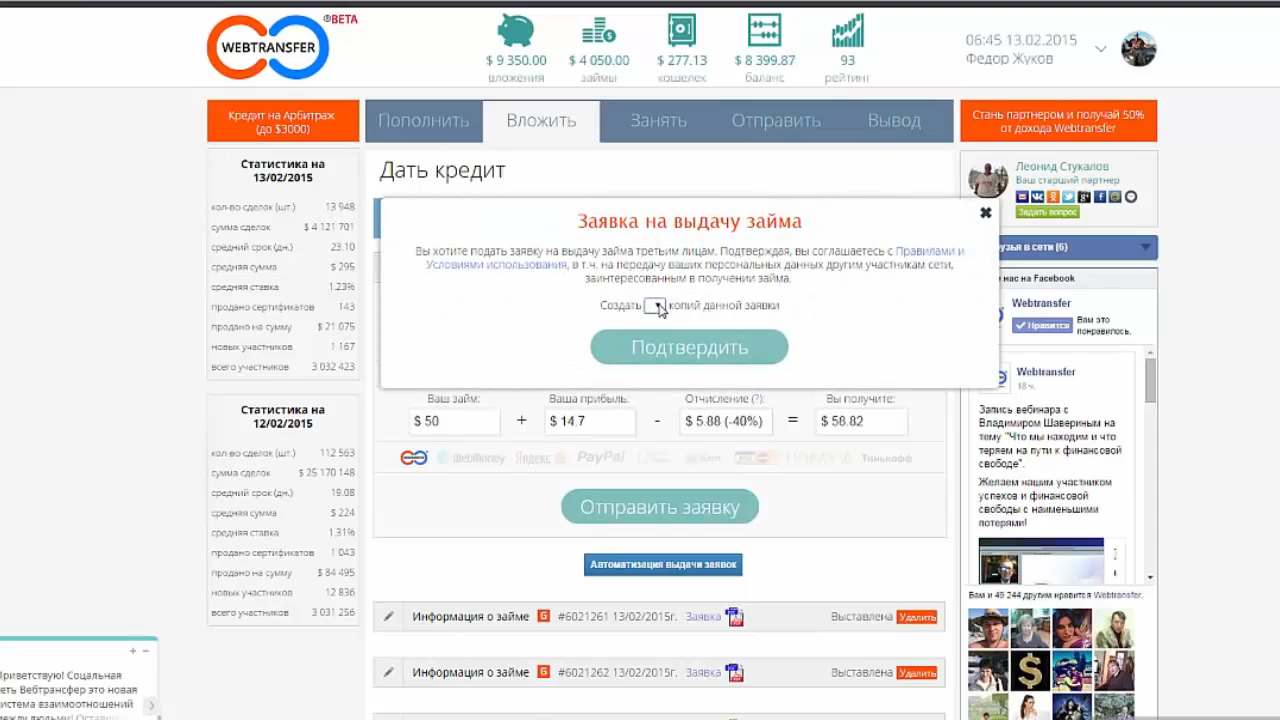 ®BETA
WEBTRANSFER
$ 9 350.00
вложения
$ 4 050.00
займы
$ 277.13
кошелек
$ 8 399.87
баланс
93
рейтинг
06:45 13.02.2015
Федор Жуков
Кредит на Арбитраж
(до $3000)
Пополнить
Вложить
Занять
Отправить
Вывод
Стань партнером и получай 50%
от дохода Webtransfer
Статистика на
13/02/2015
кол-во сделок (шт.) 13 948
сумма сделок $ 4 121 701
средний срок (дн.) 23.10
средняя сумма $ 295
средняя ставка 1.23%
продано сертификатов 143
продано на сумму $ 21 075
новых участников 1 167
всего участников 3 032 423
Статистика на
12/02/2015
кол-во сделок (шт.) 112 563
сумма сделок $ 25 170 148
средний срок (дн.) 19.08
средняя сумма $ 224
средняя ставка 1.31%
продано сертификатов 1 043
продано на сумму $ 84 495
новых участников 12 836
всего участников 3 031 256
Дать кредит
Заявка на выдачу займа
Вы хотите подать заявку на выдачу займа третьим лицам. Подтверждая, вы соглашаетесь с Правилами и
Условиями использования, в т.ч. на передачу ваших персональных данных другим участникам сети,
заинтересованным в получении займа.
Создать копий данной заявки
Подтвердить
Ваш займ:
Ваша прибыль:
Отчисление (?):
Вы получите:
$ 50 + $ 14.7 - $ 5.88 (-40%) = $ 58.82
WebMoney
Яндекс
PayPal
Тинькофф
Отправить заявку
Автоматизация выдачи заявок
Информация о займе #6021261 13/02/2015г. Заявка Выставлена Удалить
Информация о займе #6021262 13/02/2015г. Заявка Выставлена Удалить
Леонид Стукалов
Ваш старший партнер
Задать вопрос
узья в сети (6)
нас на Facebook
Webtransfer
Нравится
Вам это
понравилось.
Webtransfer
18 ч.
Запись вебинара с
Владимиром Шавериным на
тему "Что мы находим и что
теряем на пути к финансовой
свободе".
Желаем нашим участником
успехов и финансовой
свободы с наименьшими
потерями!
Вам и 49 244 другим нравится Webtransfer.
Приветствую! Социальная
еть Вебтрансфер это новая
истема взаимоотношений
ежду людьми!